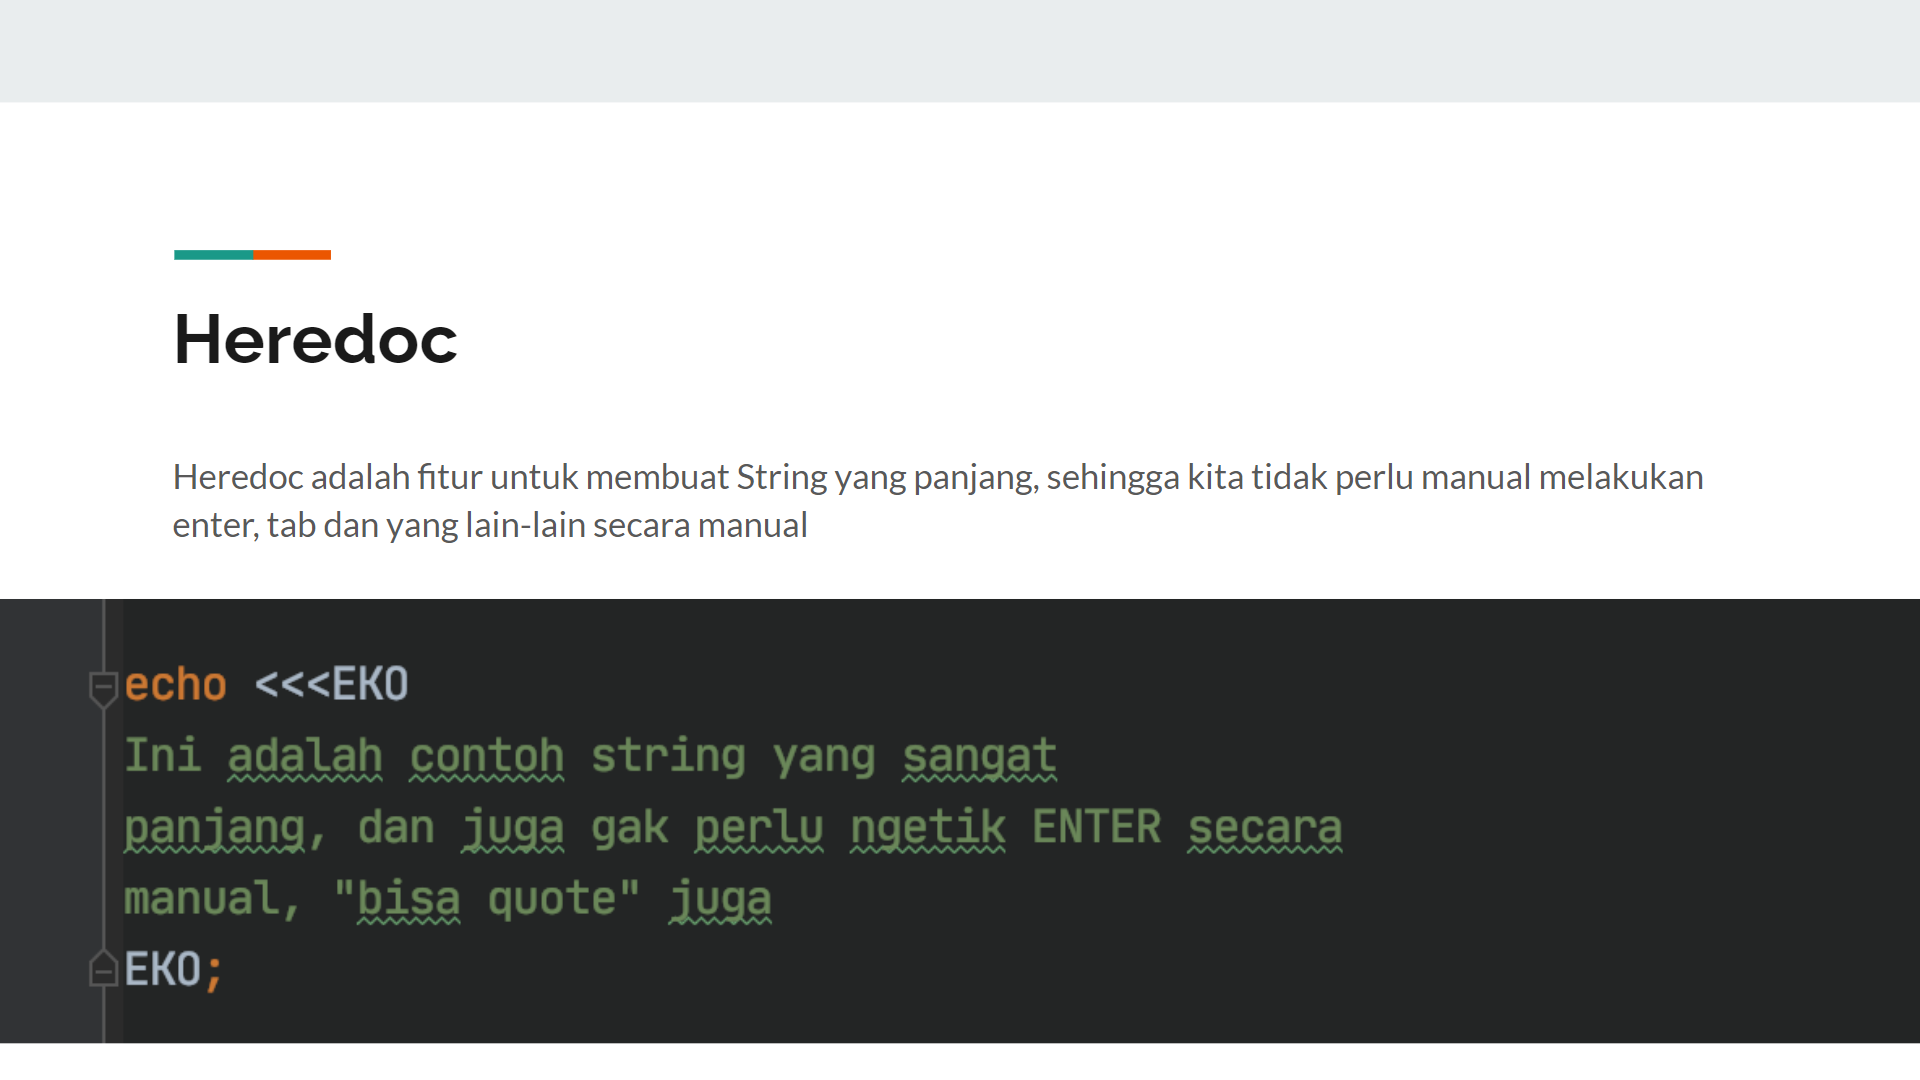 Heredoc
Heredoc adalah fitur untuk membuat String yang panjang, sehingga kita tidak perlu manual melakukan
enter, tab dan yang lain-lain secara manual
echo <<<EKO
Ini adalah contoh string yang sangat
panjang, dan juga gak perlu ngetik ENTER secara
manual, "bisa quote" juga
EKO;